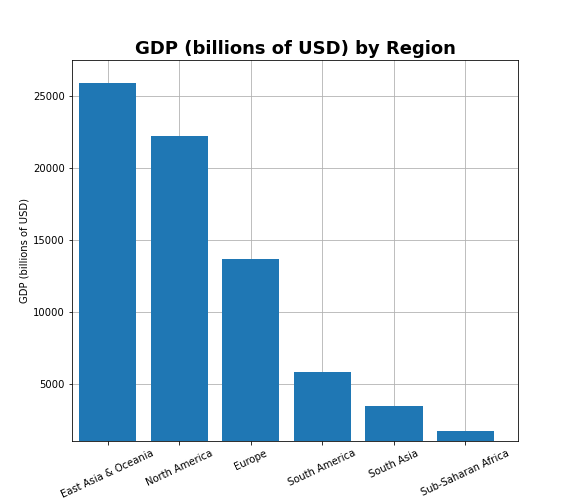 GDP (billions of USD) by Region
GDP (billions of USD)
25000
20000
15000
10000
5000
East Asia & Oceania
North America
Europe
South America
South Asia
Sub-Saharan Africa